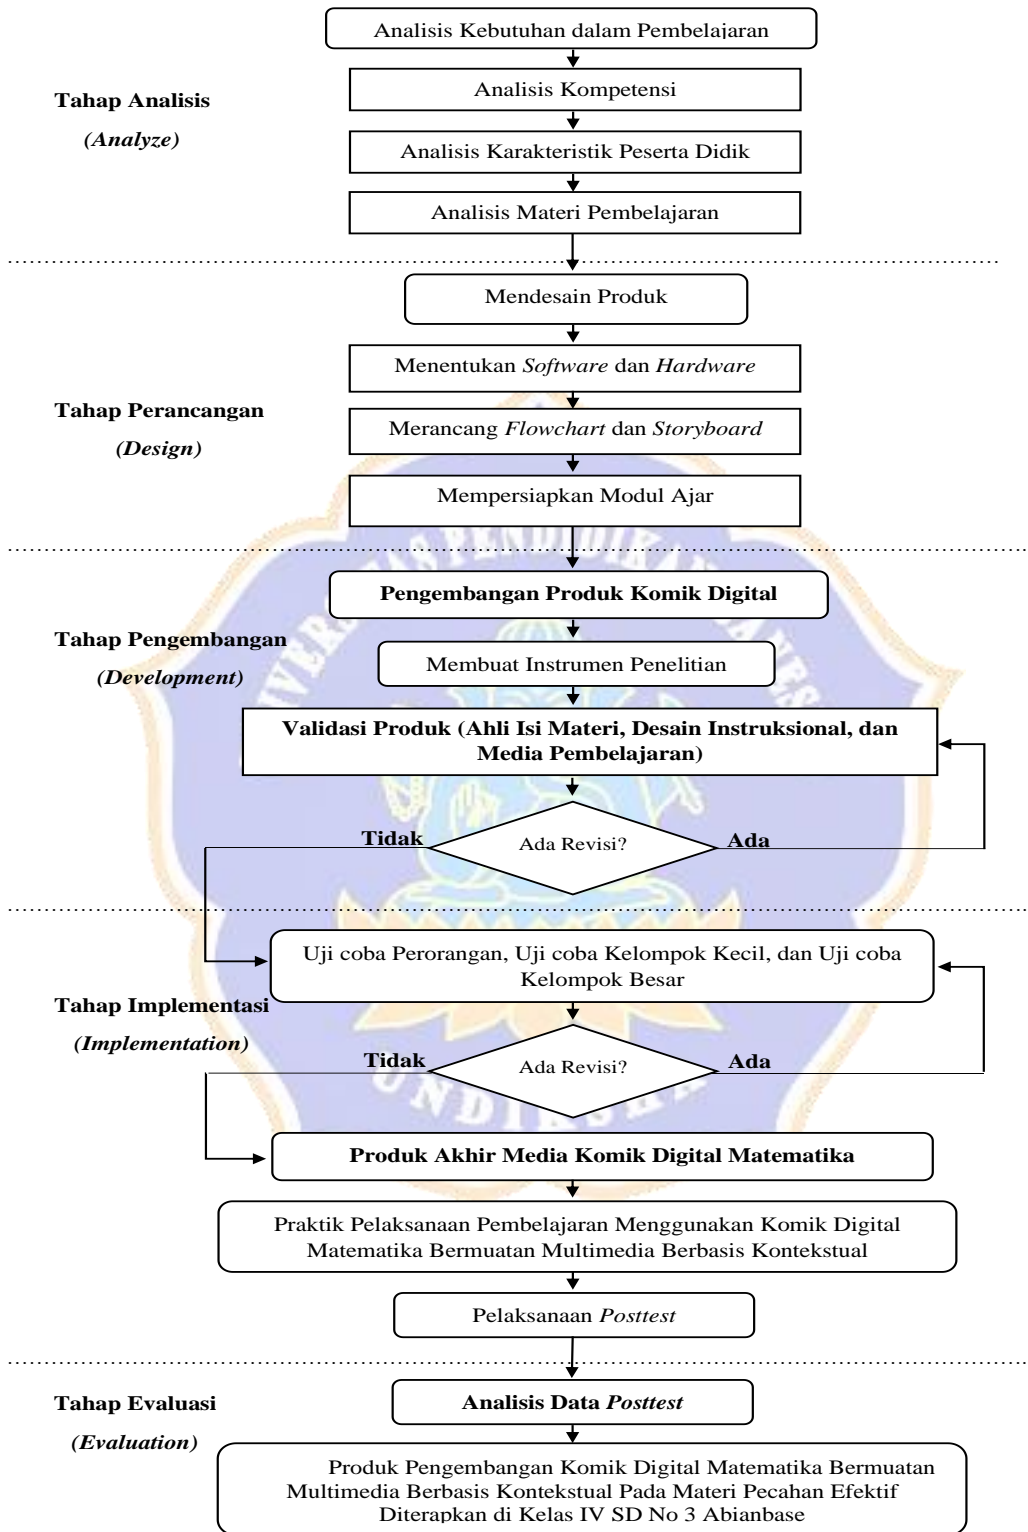 Analisis Kebutuhan dalam Pembelajaran
Analisis Kompetensi
Tahap Analisis
(Analyze)
Analisis Karakteristik Peserta Didik
Analisis Materi Pembelajaran
Mendesain Produk
Menentukan Software dan Hardware
Tahap Perancangan
(Design)
Merancang Flowchart dan Storyboard
Mempersiapkan Modul Ajar
Pengembangan Produk Komik Digital
Tahap Pengembangan
(Development)
Membuat Instrumen Penelitian
Validasi Produk (Ahli Isi Materi, Desain Instruksional, dan
Media Pembelajaran)
Tidak
Ada Revisi?
Ada
Uji coba Perorangan, Uji coba Kelompok Kecil, dan Uji coba
Kelompok Besar
Tahap Implementasi
(Implementation)
Tidak
Ada Revisi?
Ada
UNDIKSHA
Produk Akhir Media Komik Digital Matematika
Praktik Pelaksanaan Pembelajaran Menggunakan Komik Digital
Matematika Bermuatan Multimedia Berbasis Kontekstual
Pelaksanaan Posttest
Tahap Evaluasi
(Evaluation)
Analisis Data Posttest
Produk Pengembangan Komik Digital Matematika Bermuatan
Multimedia Berbasis Kontekstual Pada Materi Pecahan Efektif
Diterapkan di Kelas IV SD No 3 Abianbase